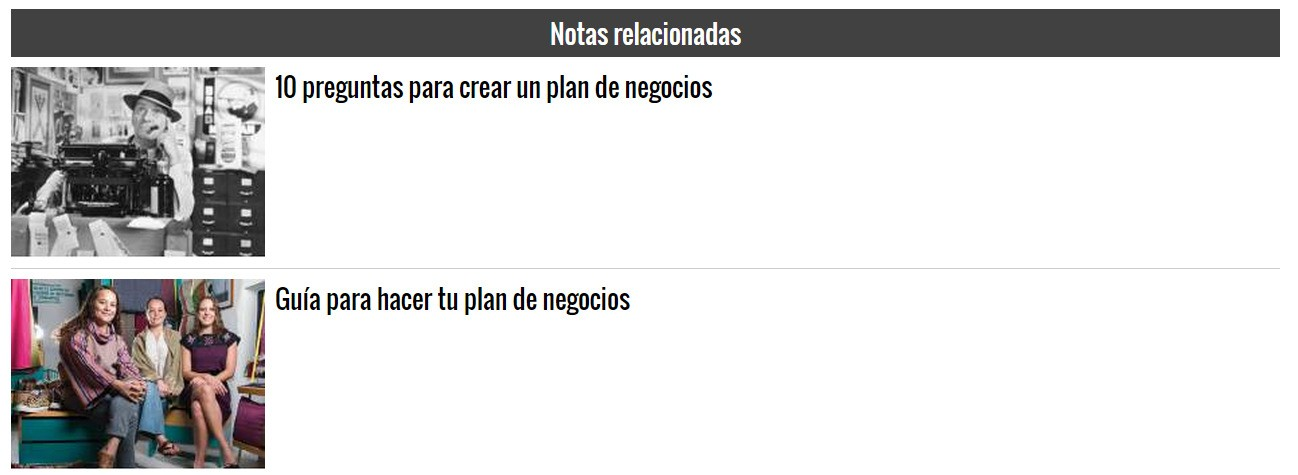 Notas relacionadas
10 preguntas para crear un plan de negocios
Guía para hacer tu plan de negocios